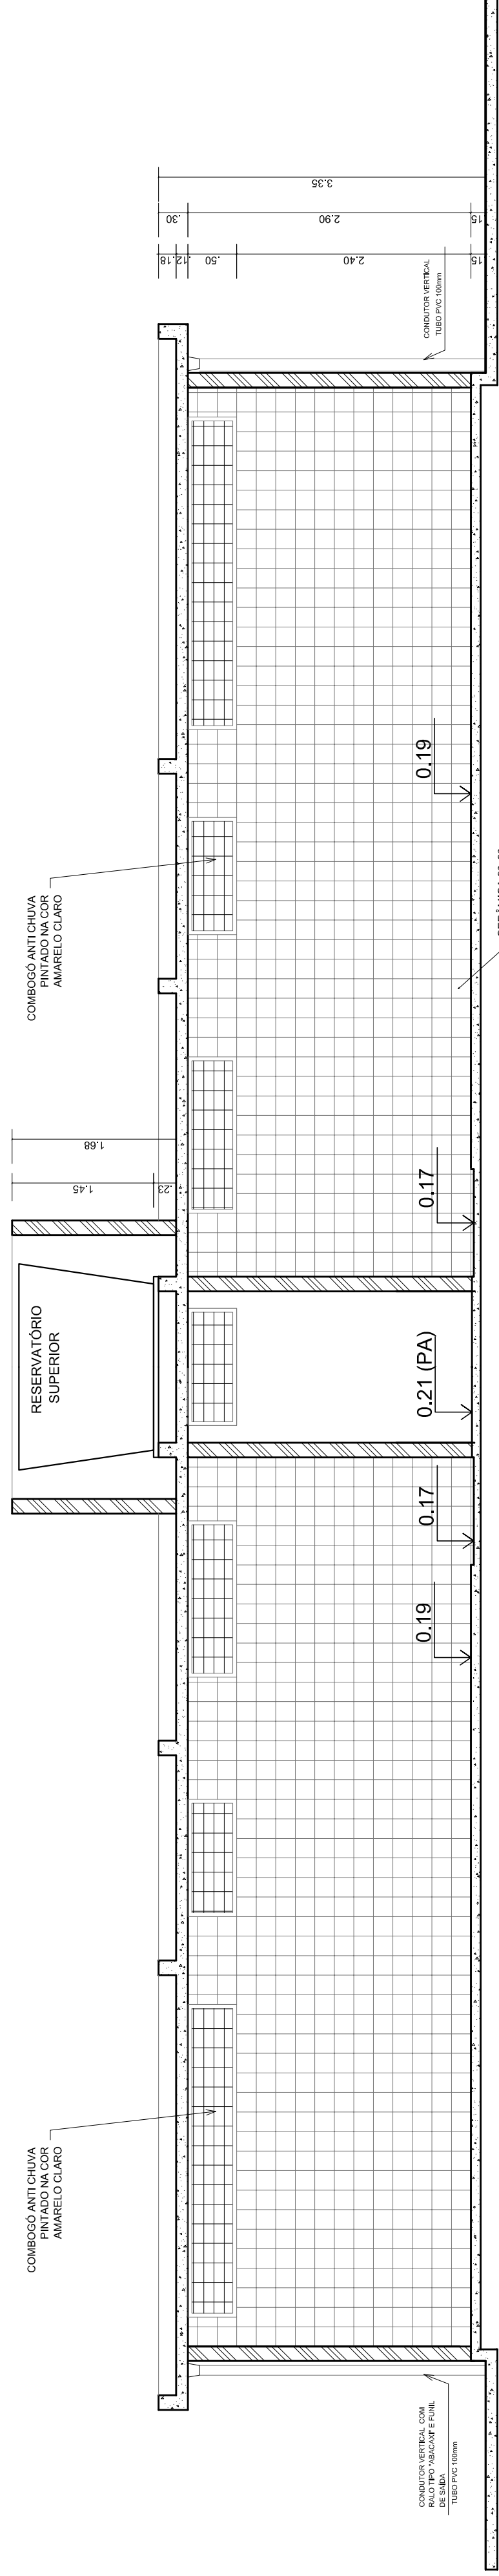 COMBOGÓ ANTI CHUVA
PINTADO NA COR
AMARELO CLARO
RESERVATÓRIO
SUPERIOR
COMBOGÓ ANTI CHUVA
PINTADO NA COR
AMARELO CLARO
1.45
.23
1.68
.18
.12
.50
2.40
15
.30
2.90
15
3.35
CONDUTOR VERTICAL COM
RALO TIPO "ABACAXI" E FUNIL
DE SAÍDA
TUBO PVC 100mm
0.19
0.17
0.21 (PA)
0.17
0.19
CONDUTOR VERTICAL
TUBO PVC 100mm